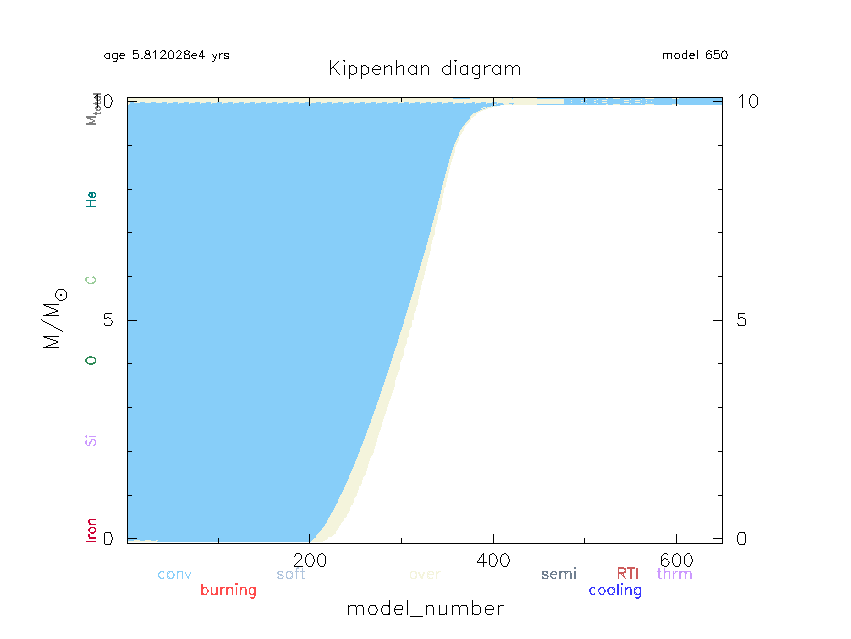 age 5.812028e4 yrs
model 650
Kippenhan diagram
M/M☉
Mtotal
He
C
O
Si
Iron
10
5
0
10
5
0
200
400
600
conv
soft
over
semi
RTI
thrm
burning
cooling
model_number